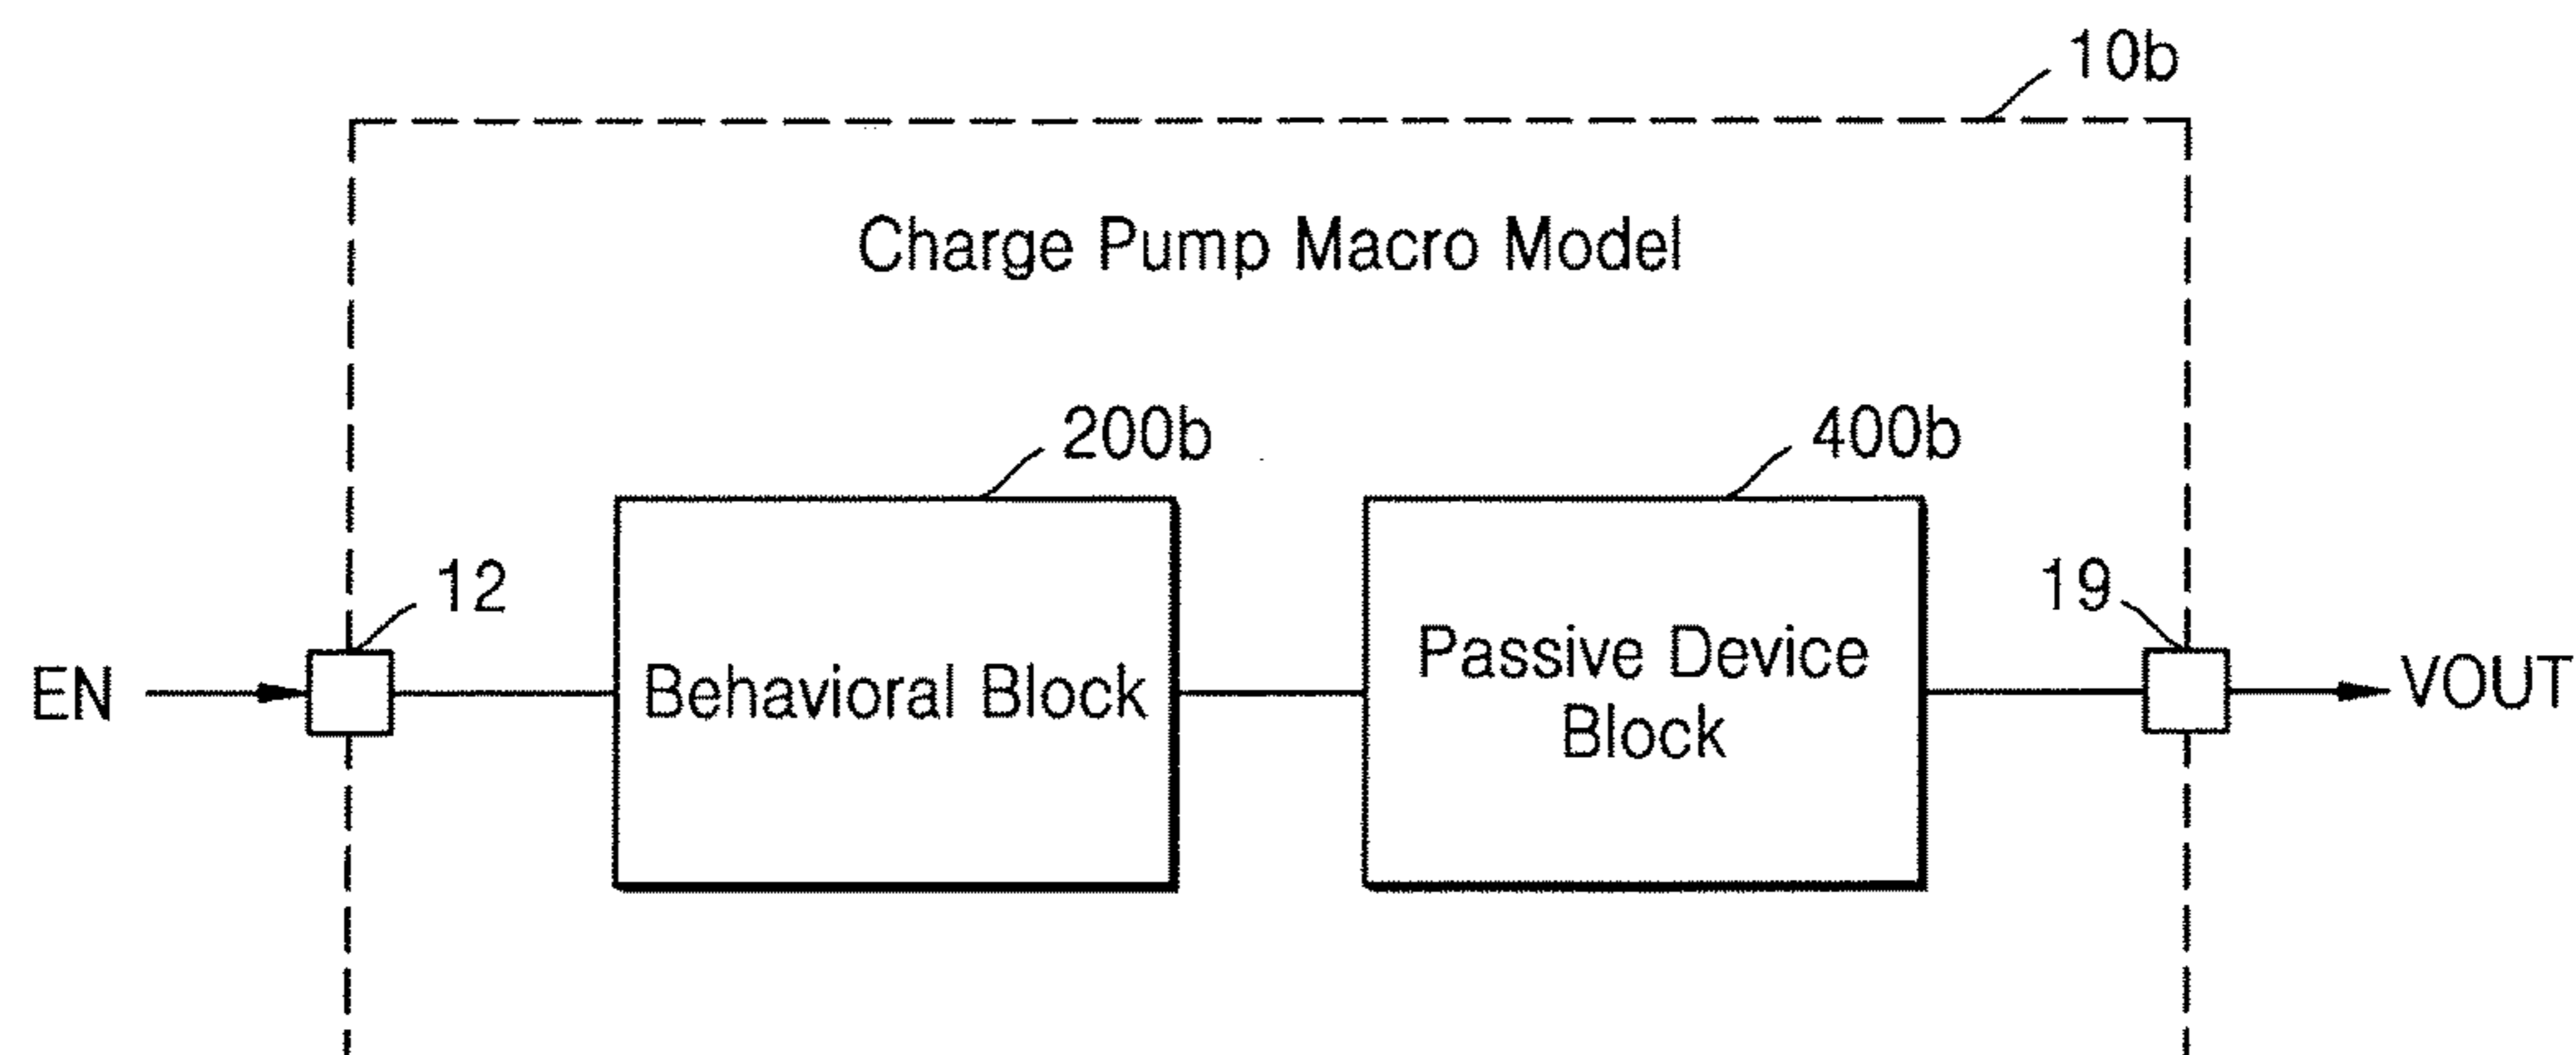 10b
Charge Pump Macro Model
200b
400b
12
19
EN
Behavioral Block
Passive Device
Block
VOUT